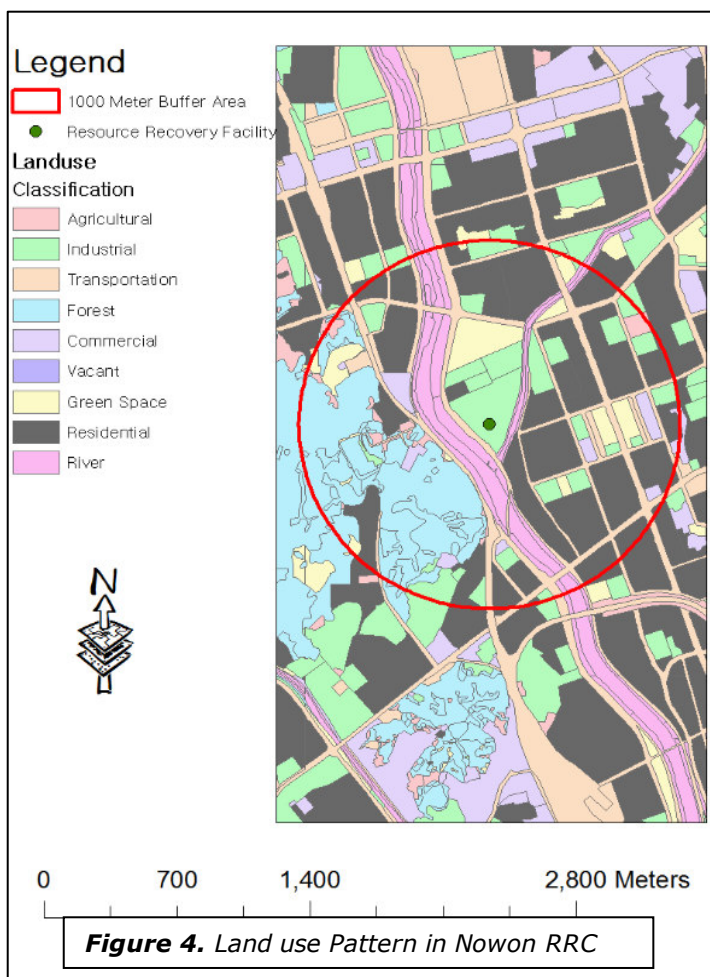 Legend
1000 Meter Buffer Area
Resource Recovery Facility
Landuse
Classification
Agricultural
Industrial
Transportation
Forest
Commercial
Vacant
Green Space
Residential
River
N
0 700 1,400 2,800 Meters
Figure 4. Land use Pattern in Nowon RRC